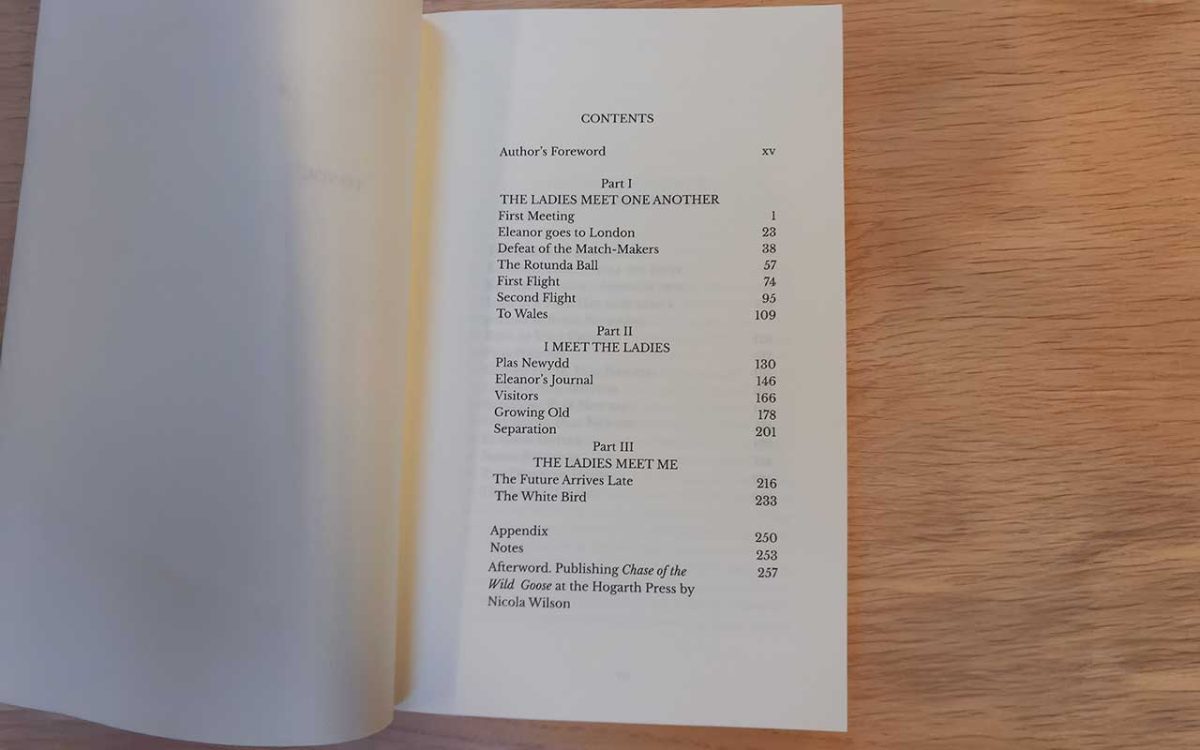 CONTENTS
Author's Foreword xv
Part I
THE LADIES MEET ONE ANOTHER
First Meeting 1
Eleanor goes to London 23
Defeat of the Match-Makers 38
The Rotunda Ball 57
First Flight 74
Second Flight 95
To Wales 109
Part II
I MEET THE LADIES
Plas Newydd 130
Eleanor's Journal 146
Visitors 166
Growing Old 178
Separation 201
Part III
THE LADIES MEET ME
The Future Arrives Late 216
The White Bird 233
Appendix 250
Notes 253
Afterword. Publishing Chase of the 257
Wild Goose at the Hogarth Press by
Nicola Wilson